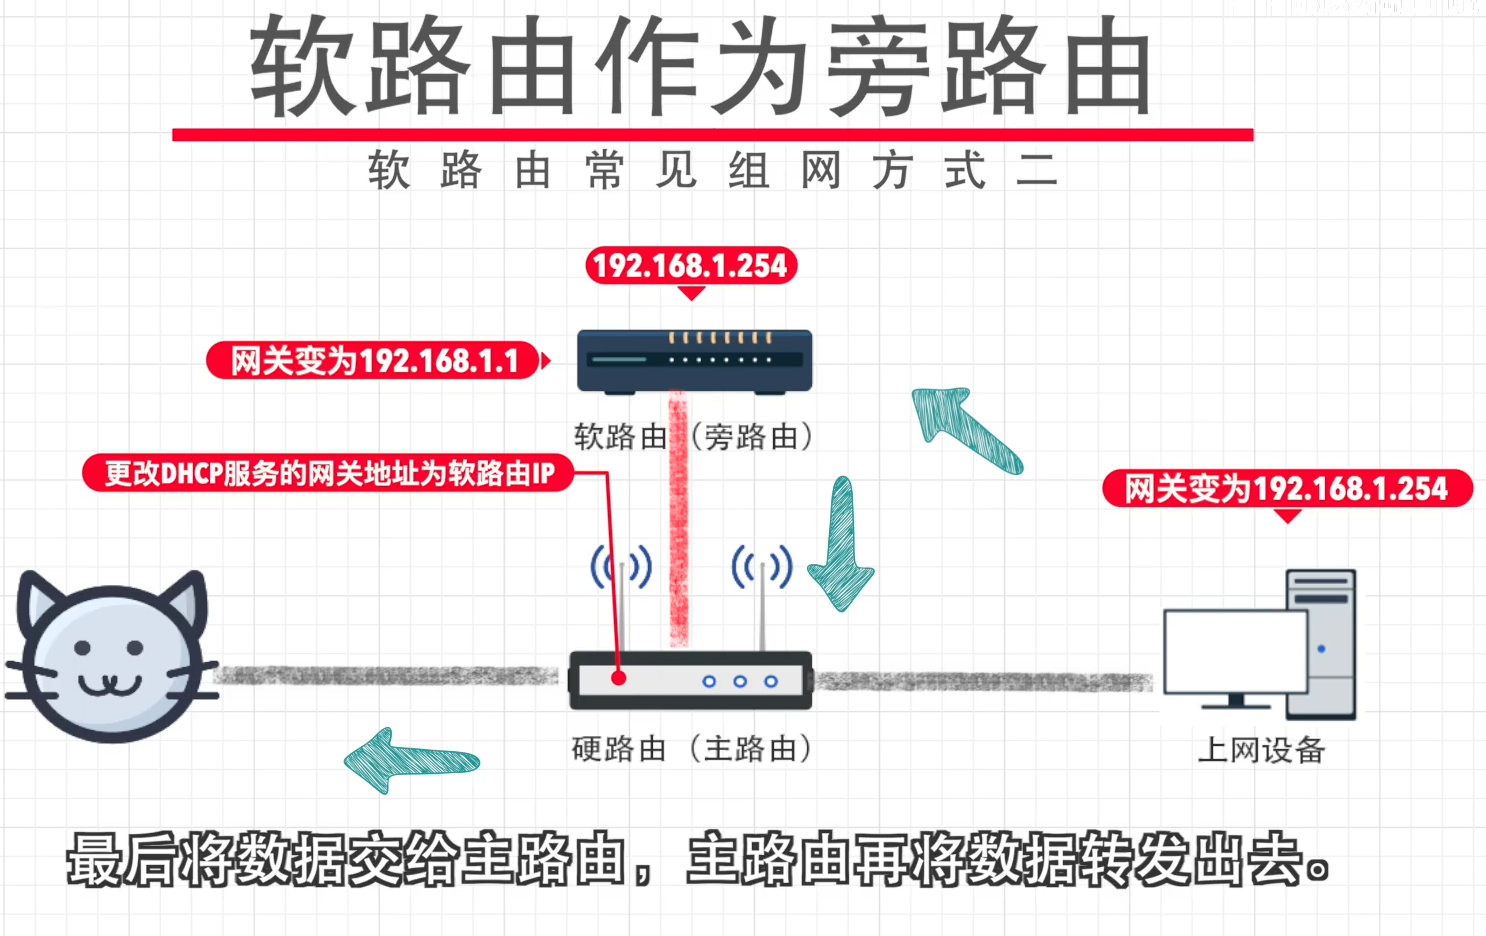 软路由作为旁路由
软路由常见组网方式二
192.168.1.254
网关变为192.168.1.1
软路由（旁路由）
更改DHCP服务的网关地址为软路由IP
网关变为192.168.1.254
硬路由（主路由）
上网设备
最后将数据交给主路由，主路由再将数据转发出去。